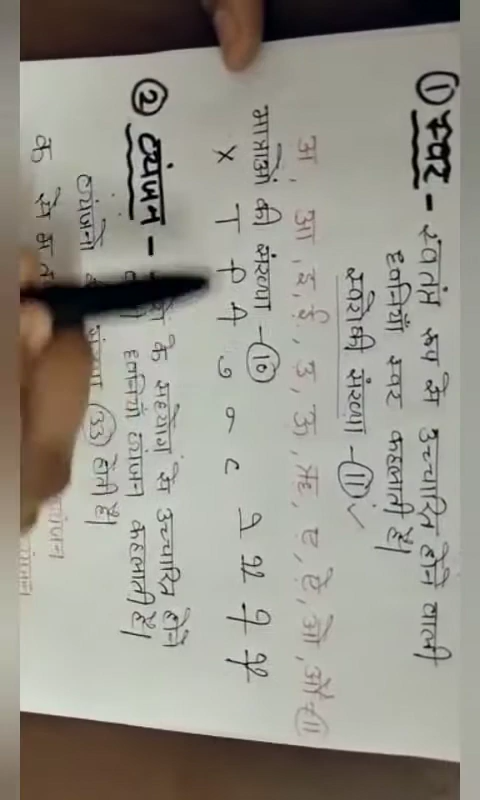 ① स्वर - स्वतंत्र रूप से उच्चारित होने वाली
ध्वनियाँ स्वर कहलाती है।
स्वरो की संख्या - ⑪ ✓
अ, आ, इ, ई, उ, ऊ, ऋ, ए, ऐ, ओ, औ ⑪
मात्राओं की संख्या - ⑩
× ा ि ी ु ू ृ े ै ो ौ
② व्यंजन - के सहयोग से उच्चारित होने
ध्वनियाँ व्यंजन कहलाती है।
व्यंजनो संख्या ㉝ होती है।
क से म